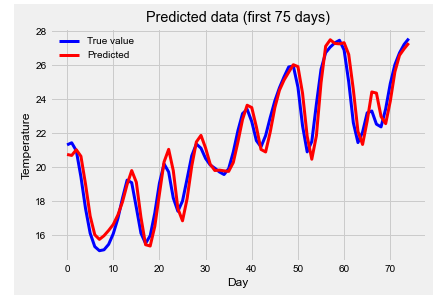 Predicted data (first 75 days)
True value
Predicted
28
26
24
22
20
18
16
Temperature
0 10 20 30 40 50 60 70
Day